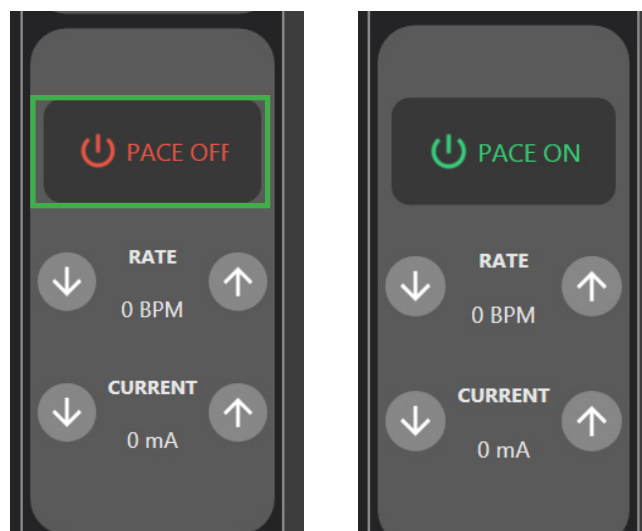 PACE OFF
RATE
0 BPM
CURRENT
0 mA
PACE ON
RATE
0 BPM
CURRENT
0 mA